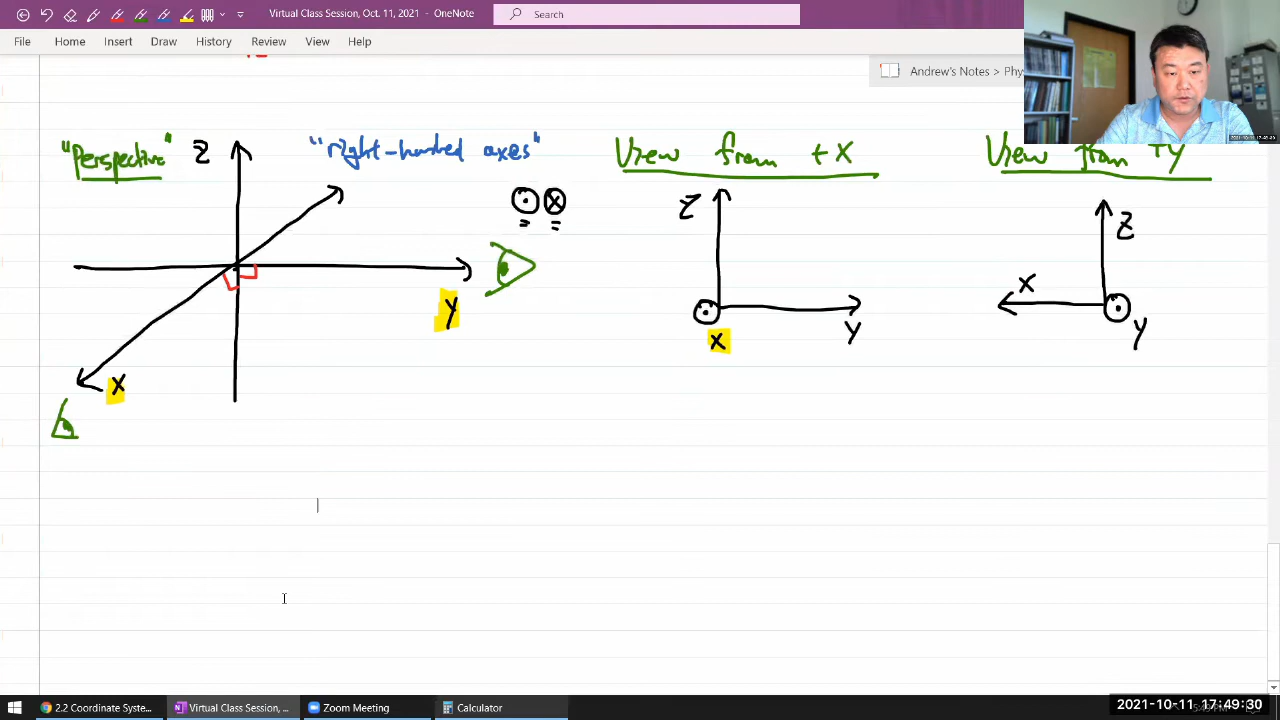 Virtual Class Session, Oct. 11, 2021 - OneNote
Search
File Home Insert Draw History Review View Help
Andrew's Notes > Phy
"Perspective"
"right-handed axes"
View from +X
View from +Y
Z
y
x
Z
Y
x
Z
X
Y
2.2 Coordinate Syste...
Virtual Class Session,...
Zoom Meeting
Calculator
2021-10-11 17:49:30